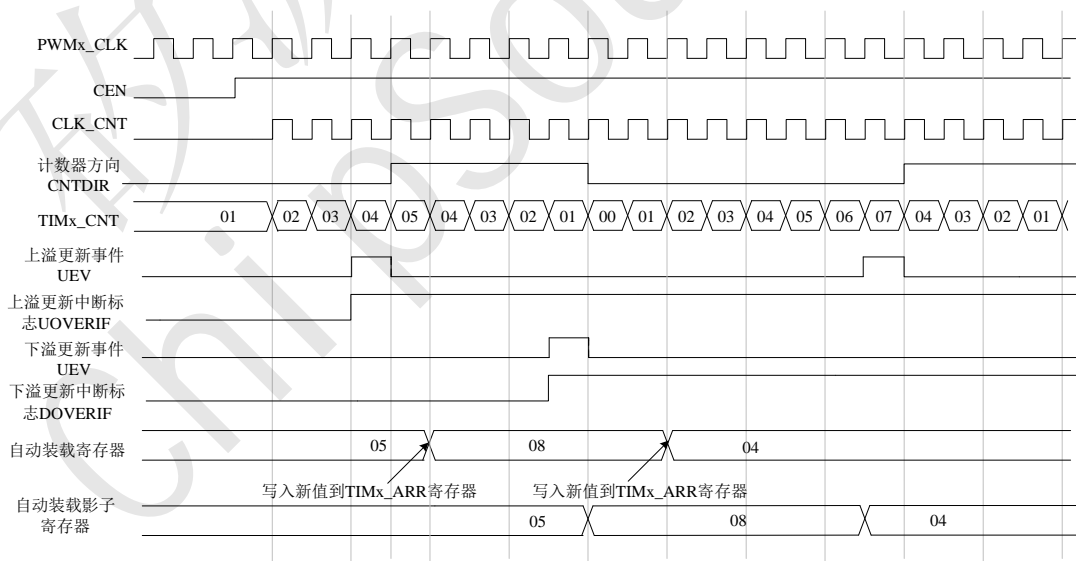 PWMx_CLK
CEN
CLK_CNT
计数器方向
CNTDIR
TIMx_CNT
01 02 03 04 05 04 03 02 01 00 01 02 03 04 05 06 07 04 03 02 01
上溢更新事件
UEV
上溢更新中断标
志UOVERIF
下溢更新事件
UEV
下溢更新中断标
志DOVERIF
自动装载寄存器
05 08 04
写入新值到TIMx_ARR寄存器 写入新值到TIMx_ARR寄存器
自动装载影子
寄存器
05 08 04